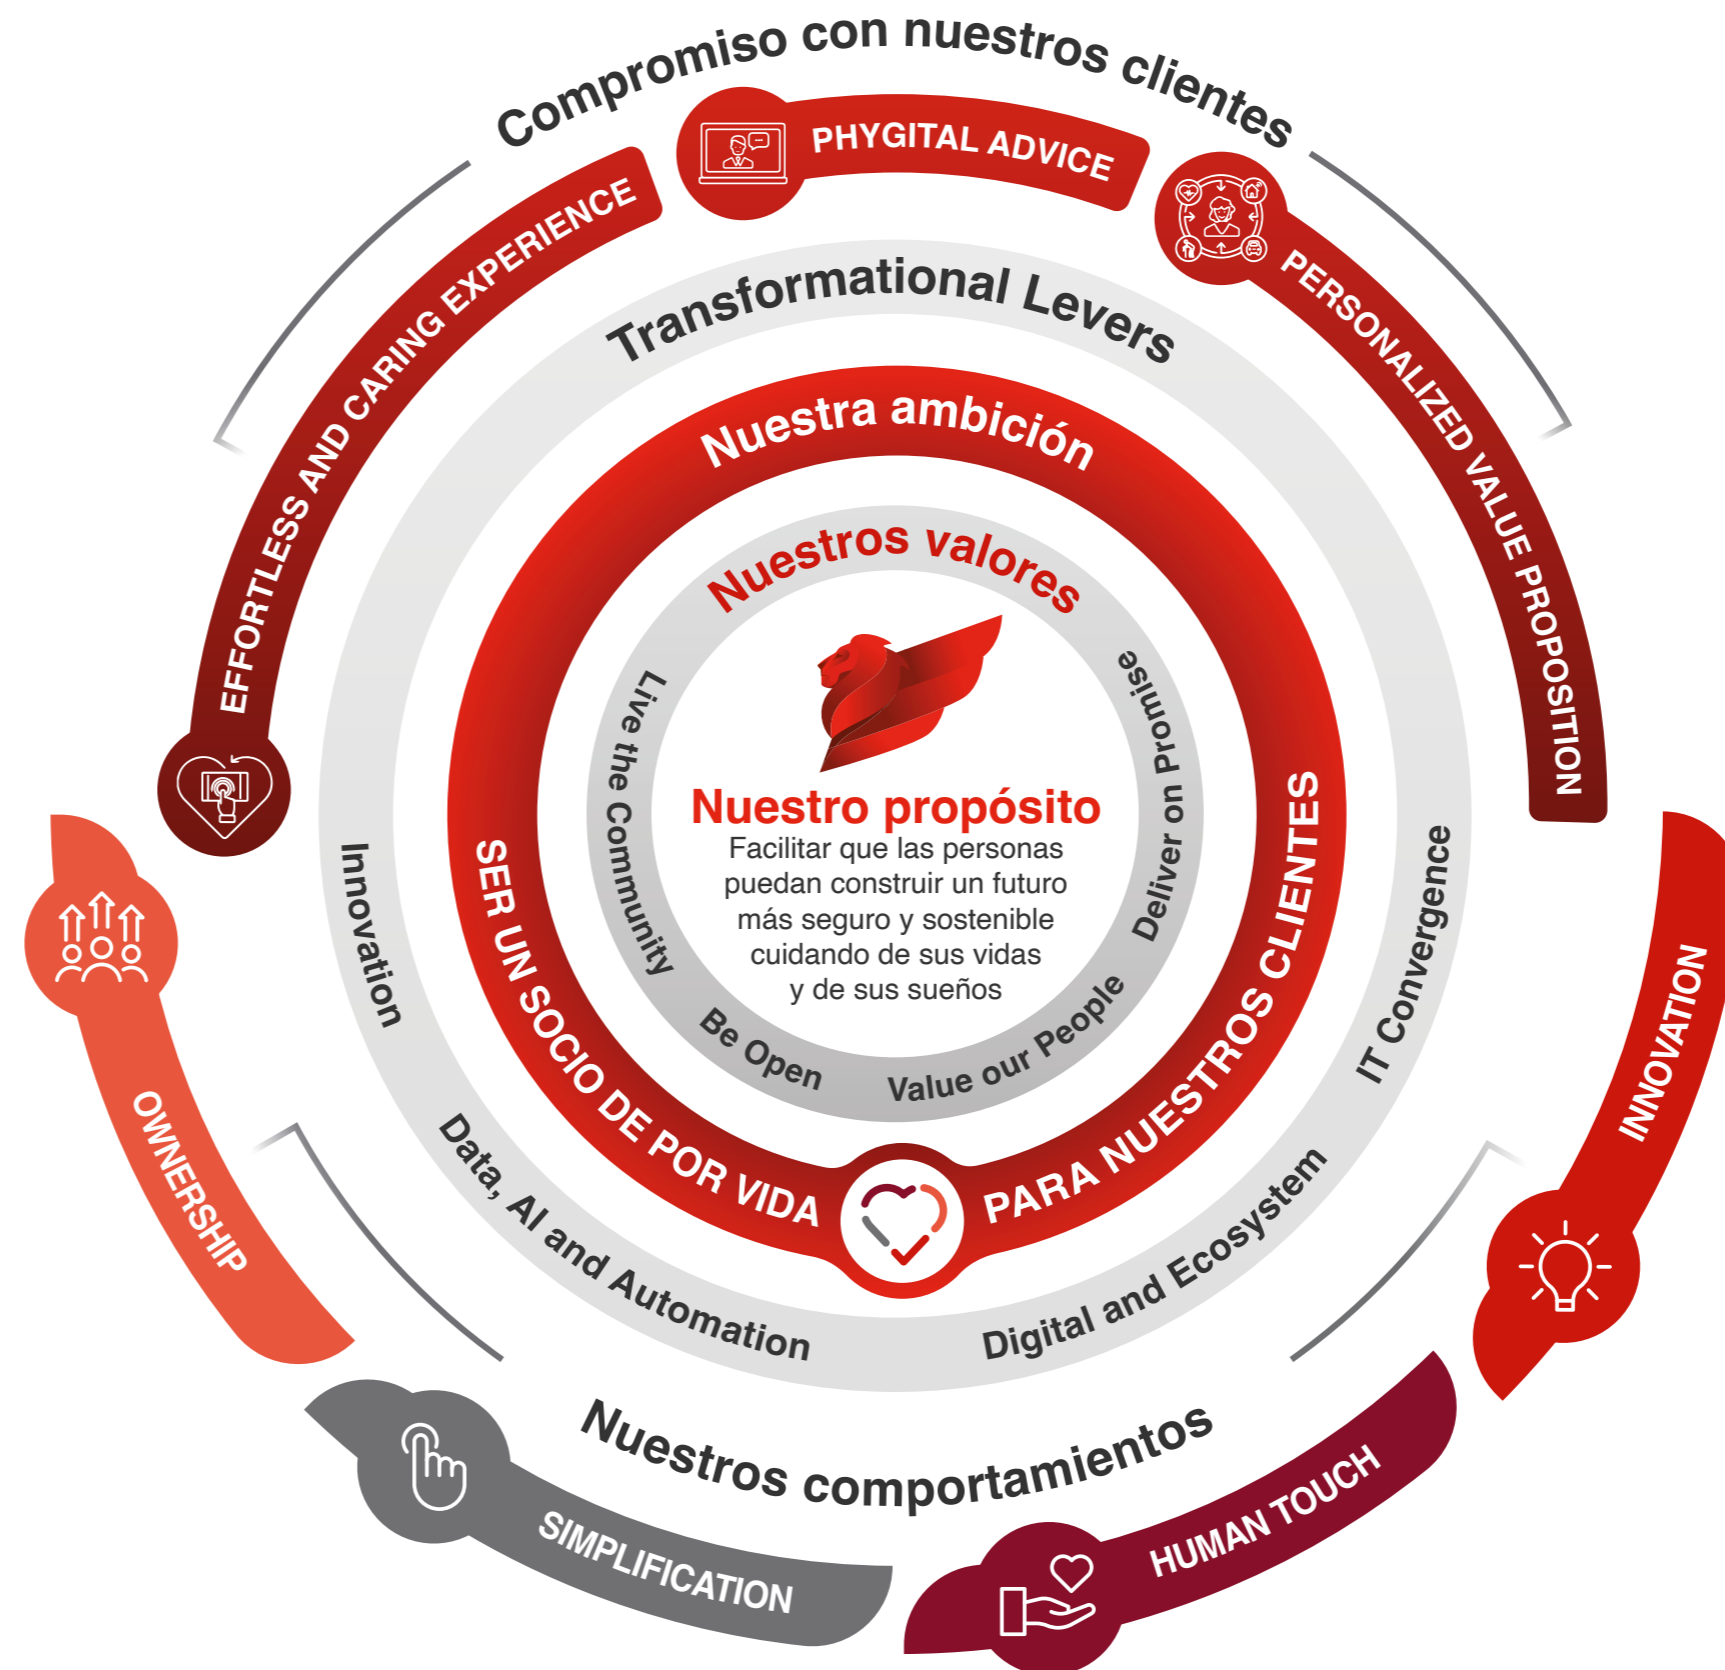 Compromiso con nuestros clientes
EFFORTLESS AND CARING EXPERIENCE
PHYGITAL ADVICE
PERSONALIZED VALUE PROPOSITION
Transformational Levers
Innovation
Data, AI and Automation
Digital and Ecosystem
IT Convergence
Nuestra ambición
SER UN SOCIO DE POR VIDA
PARA NUESTROS CLIENTES
Nuestros valores
Live the Community
Be Open
Value our People
Deliver on Promise
Nuestro propósito
Facilitar que las personas
puedan construir un futuro
más seguro y sostenible
cuidando de sus vidas
y de sus sueños
Nuestros comportamientos
OWNERSHIP
SIMPLIFICATION
HUMAN TOUCH
INNOVATION